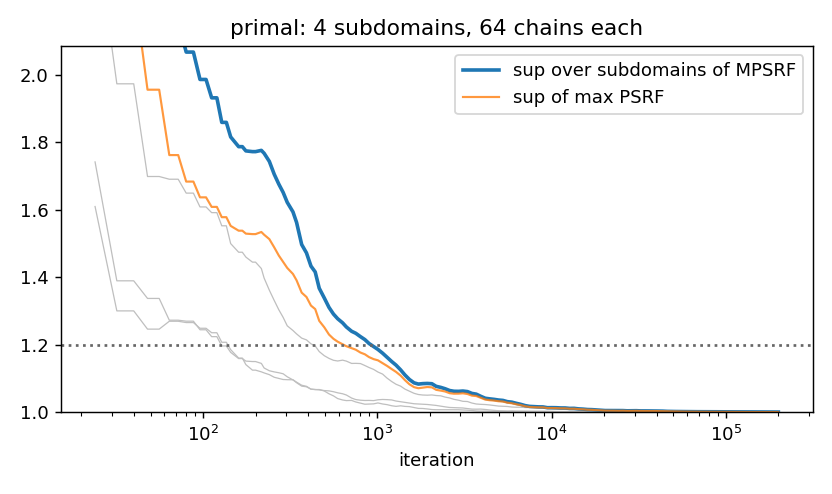 primal: 4 subdomains, 64 chains each
sup over subdomains of MPSRF
sup of max PSRF
2.0
1.8
1.6
1.4
1.2
1.0
10²
10³
10⁴
10⁵
iteration